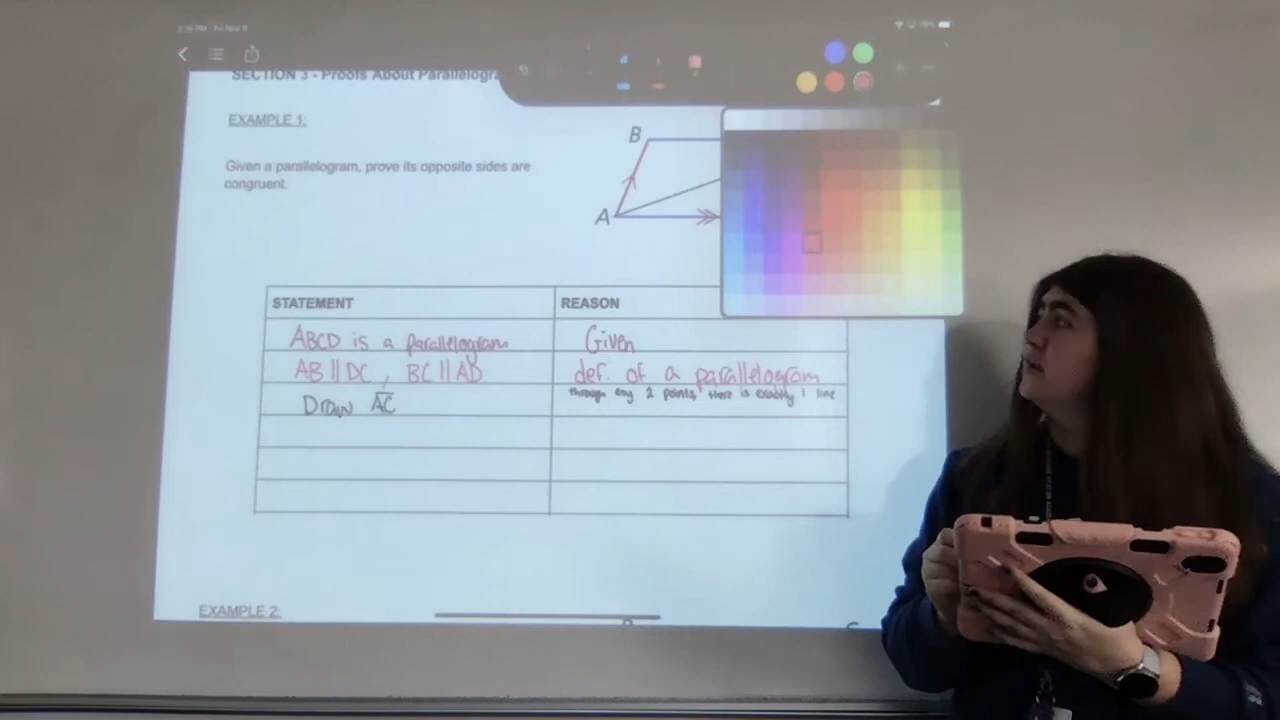 SECTION 3 - Proofs About Parallelogra
EXAMPLE 1:
B
Given a parallelogram, prove its opposite sides are
congruent.
A
STATEMENT REASON
ABCD is a parallelogram Given
AB || DC, BC || AD def. of a parallelogram
Draw AC through any 2 points, there is exactly 1 line
EXAMPLE 2: